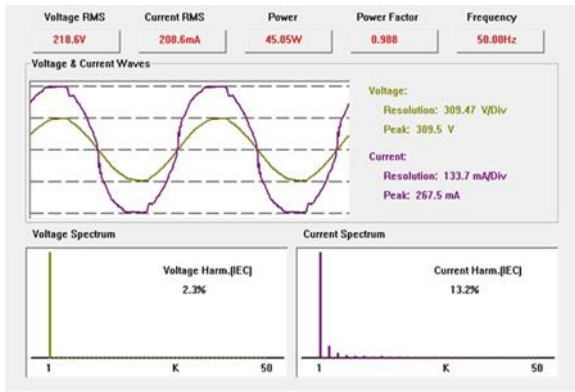 Voltage RMS Current RMS Power Power Factor Frequency
218.6V 208.6mA 45.05W 0.988 50.00Hz
Voltage & Current Waves
Voltage:
Resolution: 309.47 V/Div
Peak: 309.5 V
Current:
Resolution: 133.7 mA/Div
Peak: 267.5 mA
Voltage Spectrum
Voltage Harm.(IEC)
2.3%
1 K 50
Current Spectrum
Current Harm.(IEC)
13.2%
1 K 50